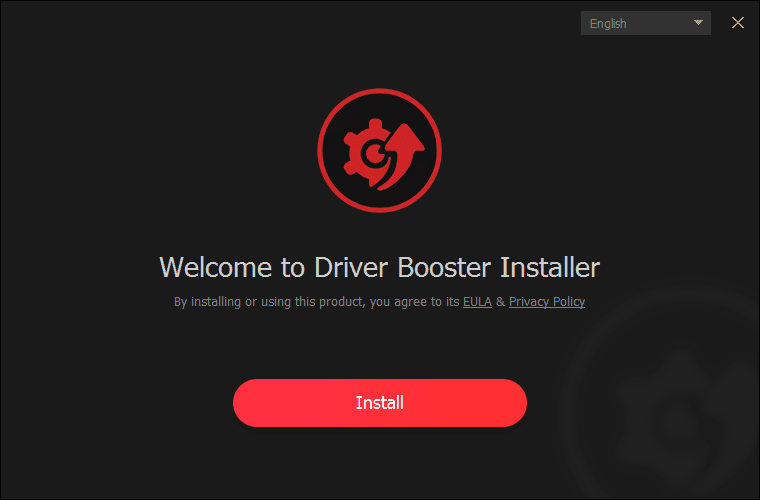 English
Welcome to Driver Booster Installer
By installing or using this product, you agree to its EULA & Privacy Policy
Install